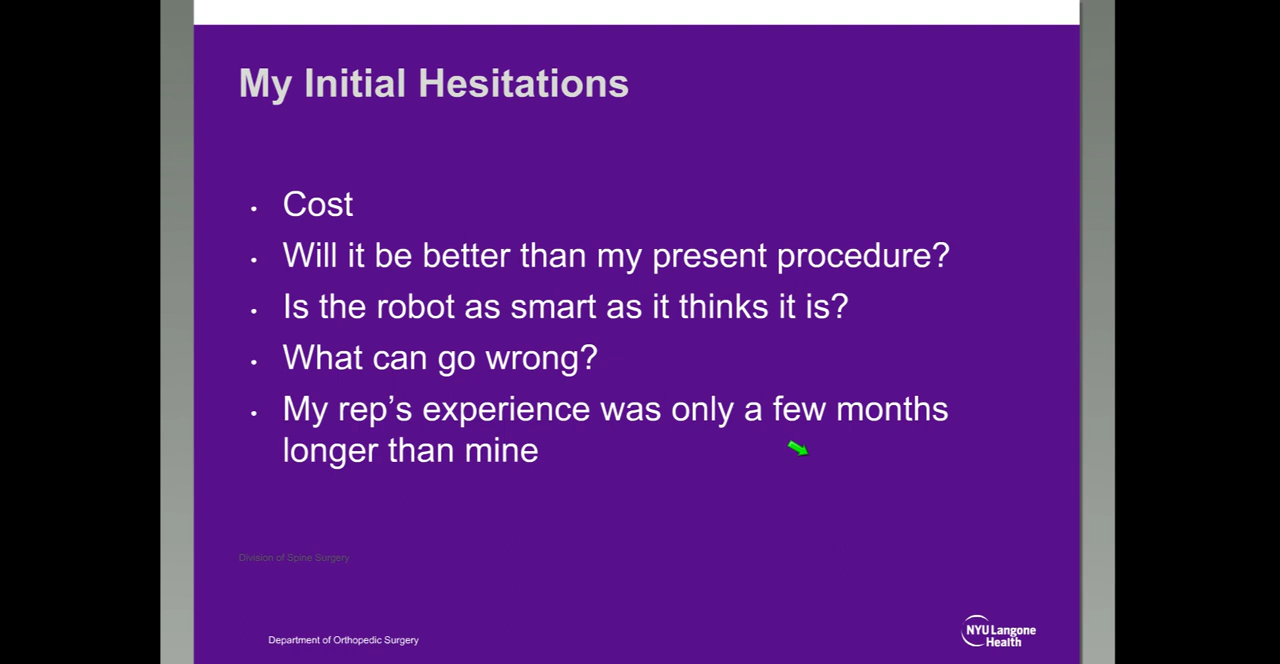 My Initial Hesitations
• Cost
• Will it be better than my present procedure?
• Is the robot as smart as it thinks it is?
• What can go wrong?
• My rep’s experience was only a few months
longer than mine
Division of Spine Surgery
Department of Orthopedic Surgery
NYU Langone
Health